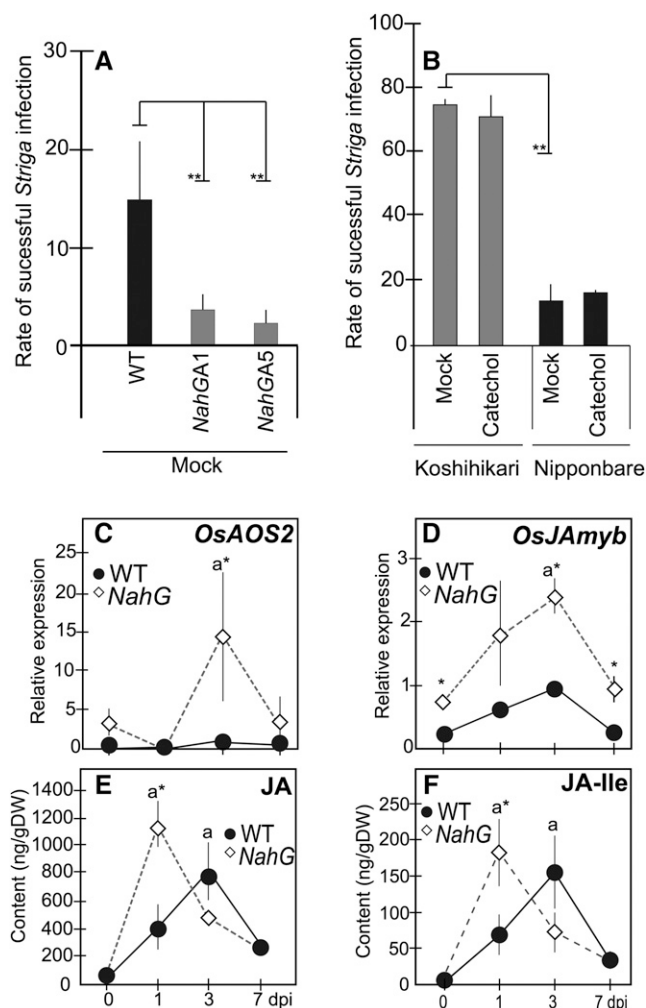 A
Rate of sucessful Striga infection
30
20
10
0
**
**
WT
NahGA1
NahGA5
Mock
B
Rate of successful Striga infection
100
80
60
40
20
0
**
Mock
Catechol
Mock
Catechol
Koshihikari
Nipponbare
C
OsAOS2
WT
NahG
Relative expression
25
20
15
10
5
0
a*
D
OsJAmyb
WT
NahG
Relative expression
3
2
1
0
*
a*
*
E
JA
WT
NahG
Content (ng/gDW)
1400
1200
1000
800
600
400
200
0
a*
a
0
1
3
7 dpi
F
JA-Ile
WT
NahG
Content (ng/gDW)
250
200
150
100
50
0
a*
a
0
1
3
7 dpi